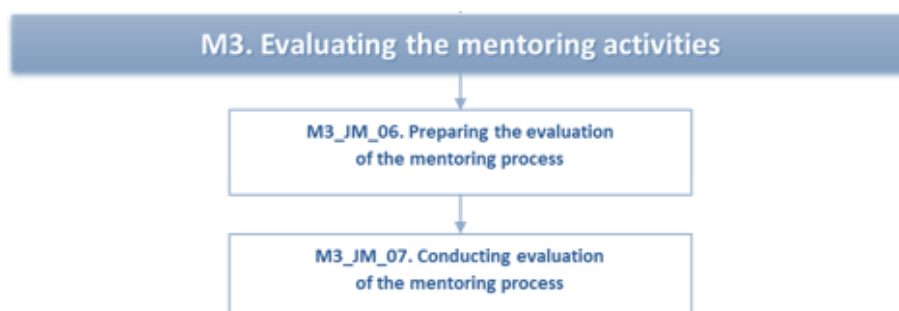 M3. Evaluating the mentoring activities
M3_JM_06. Preparing the evaluation
of the mentoring process
M3_JM_07. Conducting evaluation
of the mentoring process